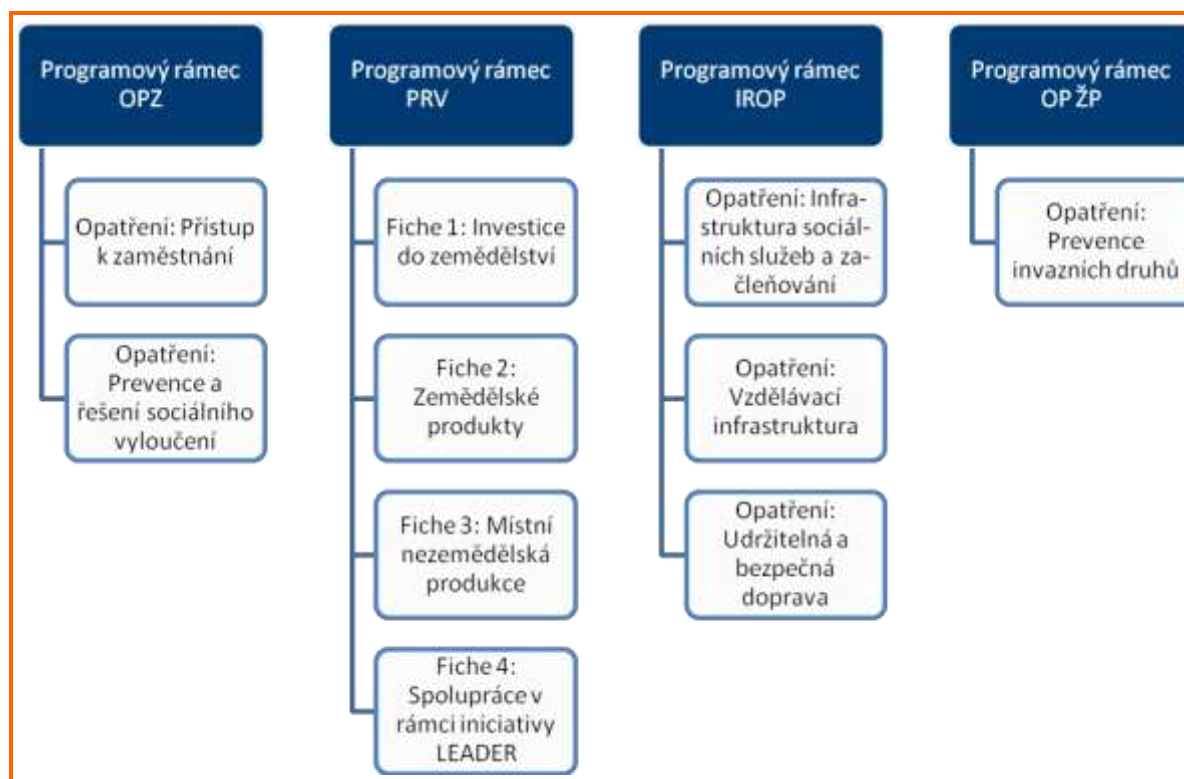 Programový rámec
OPZ
Opatření: Přístup
k zaměstnání
Opatření:
Prevence a
řešení sociálního
vyloučení
Programový rámec
PRV
Fiche 1: Investice
do zemědělství
Fiche 2:
Zemědělské
produkty
Fiche 3: Místní
nezemědělská
produkce
Fiche 4:
Spolupráce v
rámci iniciativy
LEADER
Programový rámec
IROP
Opatření: Infra-
struktura sociál-
ních služeb a za-
čleňování
Opatření:
Vzdělávací
infrastruktura
Opatření:
Udržitelná a
bezpečná
doprava
Programový rámec
OP ŽP
Opatření:
Prevence
invazních druhů